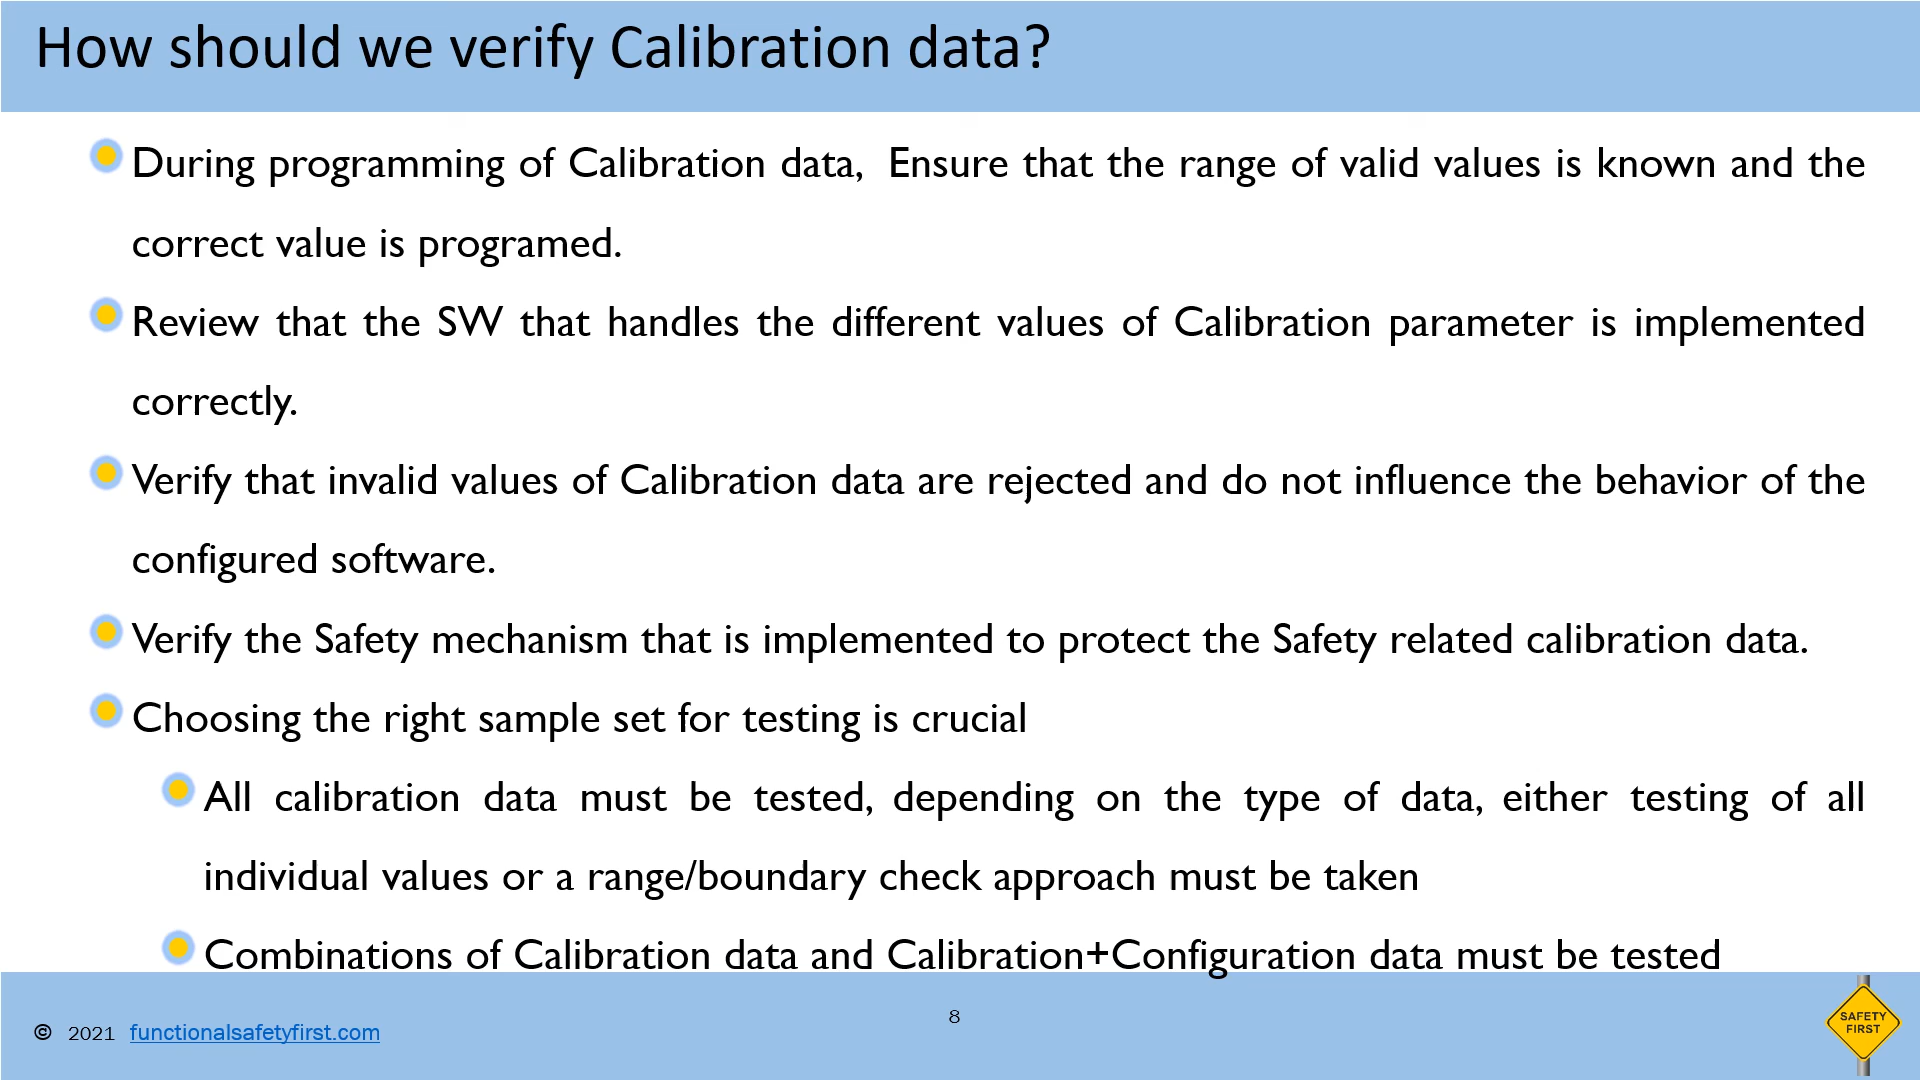 How should we verify Calibration data?
During programming of Calibration data, Ensure that the range of valid values is known and the
correct value is programed.
Review that the SW that handles the different values of Calibration parameter is implemented
correctly.
Verify that invalid values of Calibration data are rejected and do not influence the behavior of the
configured software.
Verify the Safety mechanism that is implemented to protect the Safety related calibration data.
Choosing the right sample set for testing is crucial
All calibration data must be tested, depending on the type of data, either testing of all
individual values or a range/boundary check approach must be taken
Combinations of Calibration data and Calibration+Configuration data must be tested
© 2021 functionalsafetyfirst.com
8
SAFETY
FIRST